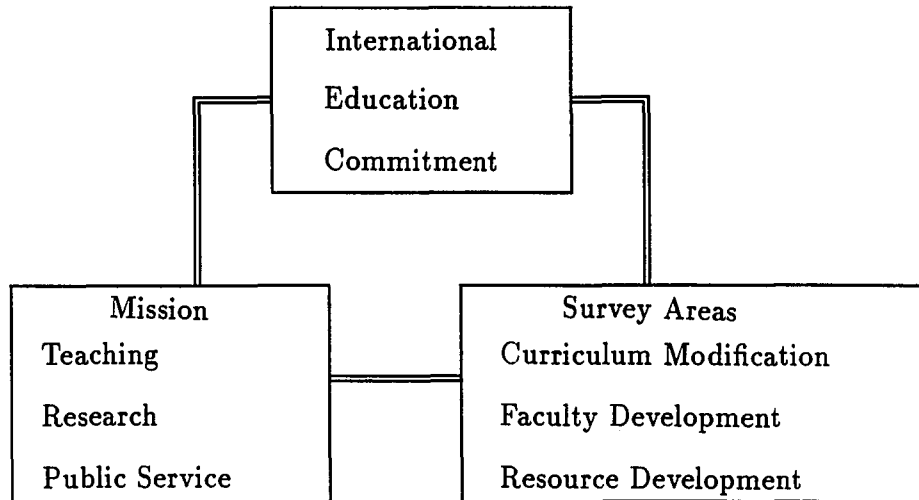 International
Education
Commitment
Mission
Teaching
Research
Public Service
Survey Areas
Curriculum Modification
Faculty Development
Resource Development